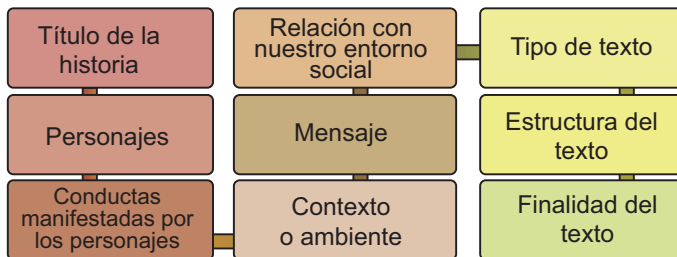 Título de la
historia
Personajes
Conductas
manifestadas por
los personajes
Contexto
o ambiente
Mensaje
Relación con
nuestro entorno
social
Tipo de texto
Estructura del
texto
Finalidad del
texto